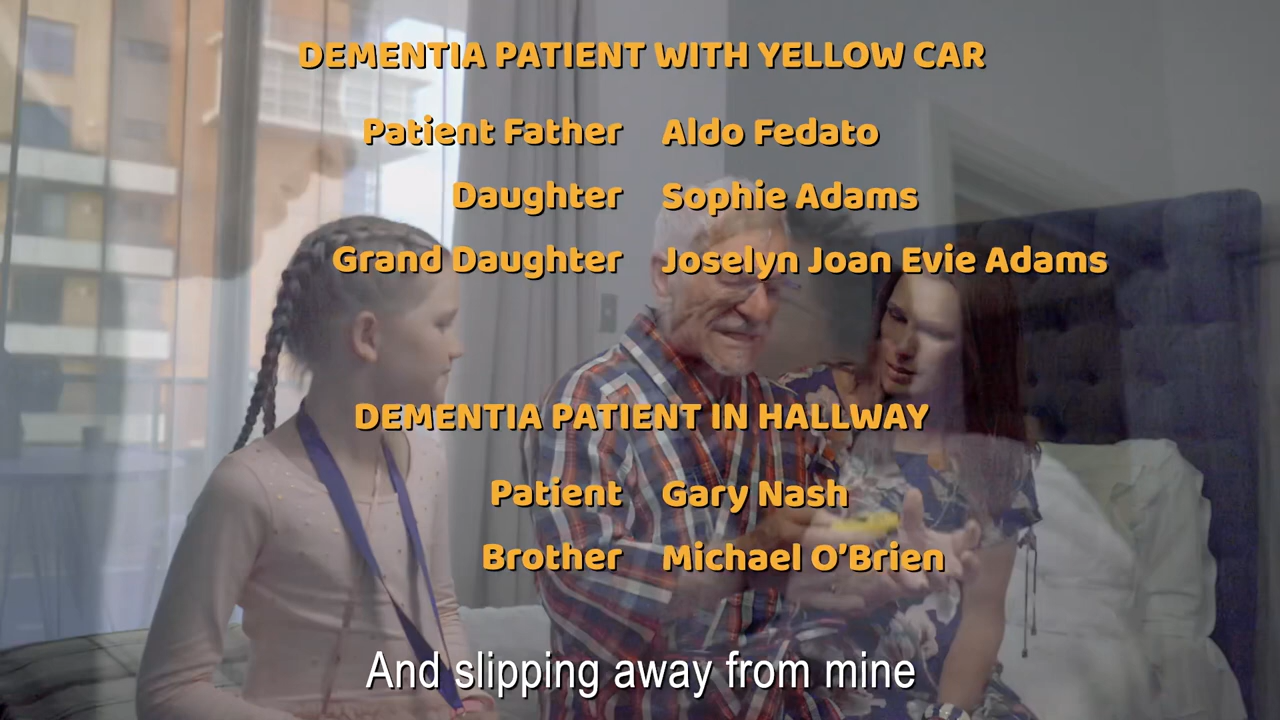 DEMENTIA PATIENT WITH YELLOW CAR
Patient Father Aldo Fedato
Daughter Sophie Adams
Grand Daughter Joselyn Joan Evie Adams
DEMENTIA PATIENT IN HALLWAY
Patient Gary Nash
Brother Michael O'Brien
And slipping away from mine